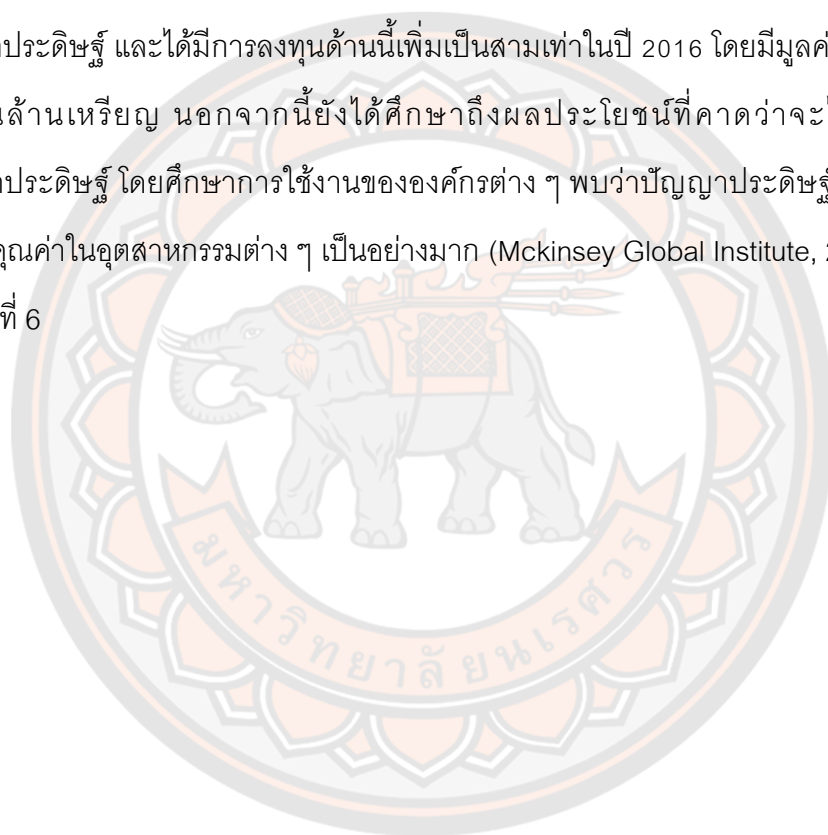 ประดิษฐ์ และได้มีการลงทุนด้านนี้เพิ่มเป็นสามเท่าในปี 2016 โดยมีมูลค่
ล้านเหรียญ นอกจากนี้ยังได้ศึกษาถึงผลประโยชน์ที่คาดว่าจะ
ประดิษฐ์ โดยศึกษาการใช้งานขององค์กรต่าง ๆ พบว่าปัญญาประดิษฐ์
คุณค่าในอุตสาหกรรมต่าง ๆ เป็นอย่างมาก (Mckinsey Global Institute,
ที่ 6
มหาวิทยาลัยนเรศวร